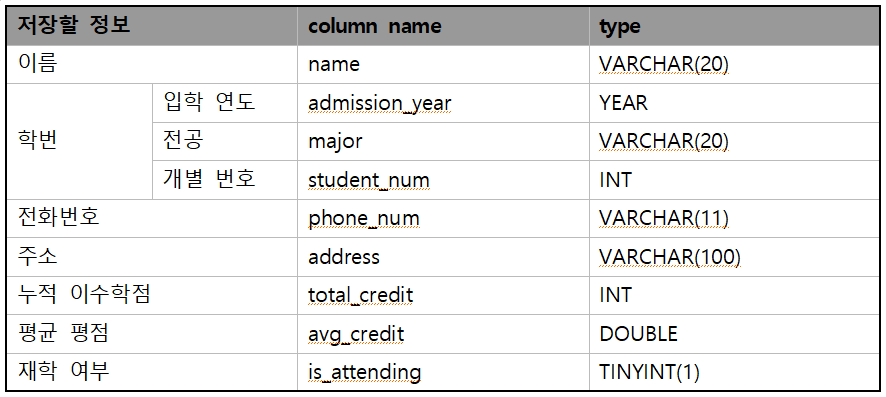 저장할 정보 column name type
이름 name VARCHAR(20)
학번 입학 연도 admission_year YEAR
전공 major VARCHAR(20)
개별 번호 student_num INT
전화번호 phone_num VARCHAR(11)
주소 address VARCHAR(100)
누적 이수학점 total_credit INT
평균 평점 avg_credit DOUBLE
재학 여부 is_attending TINYINT(1)